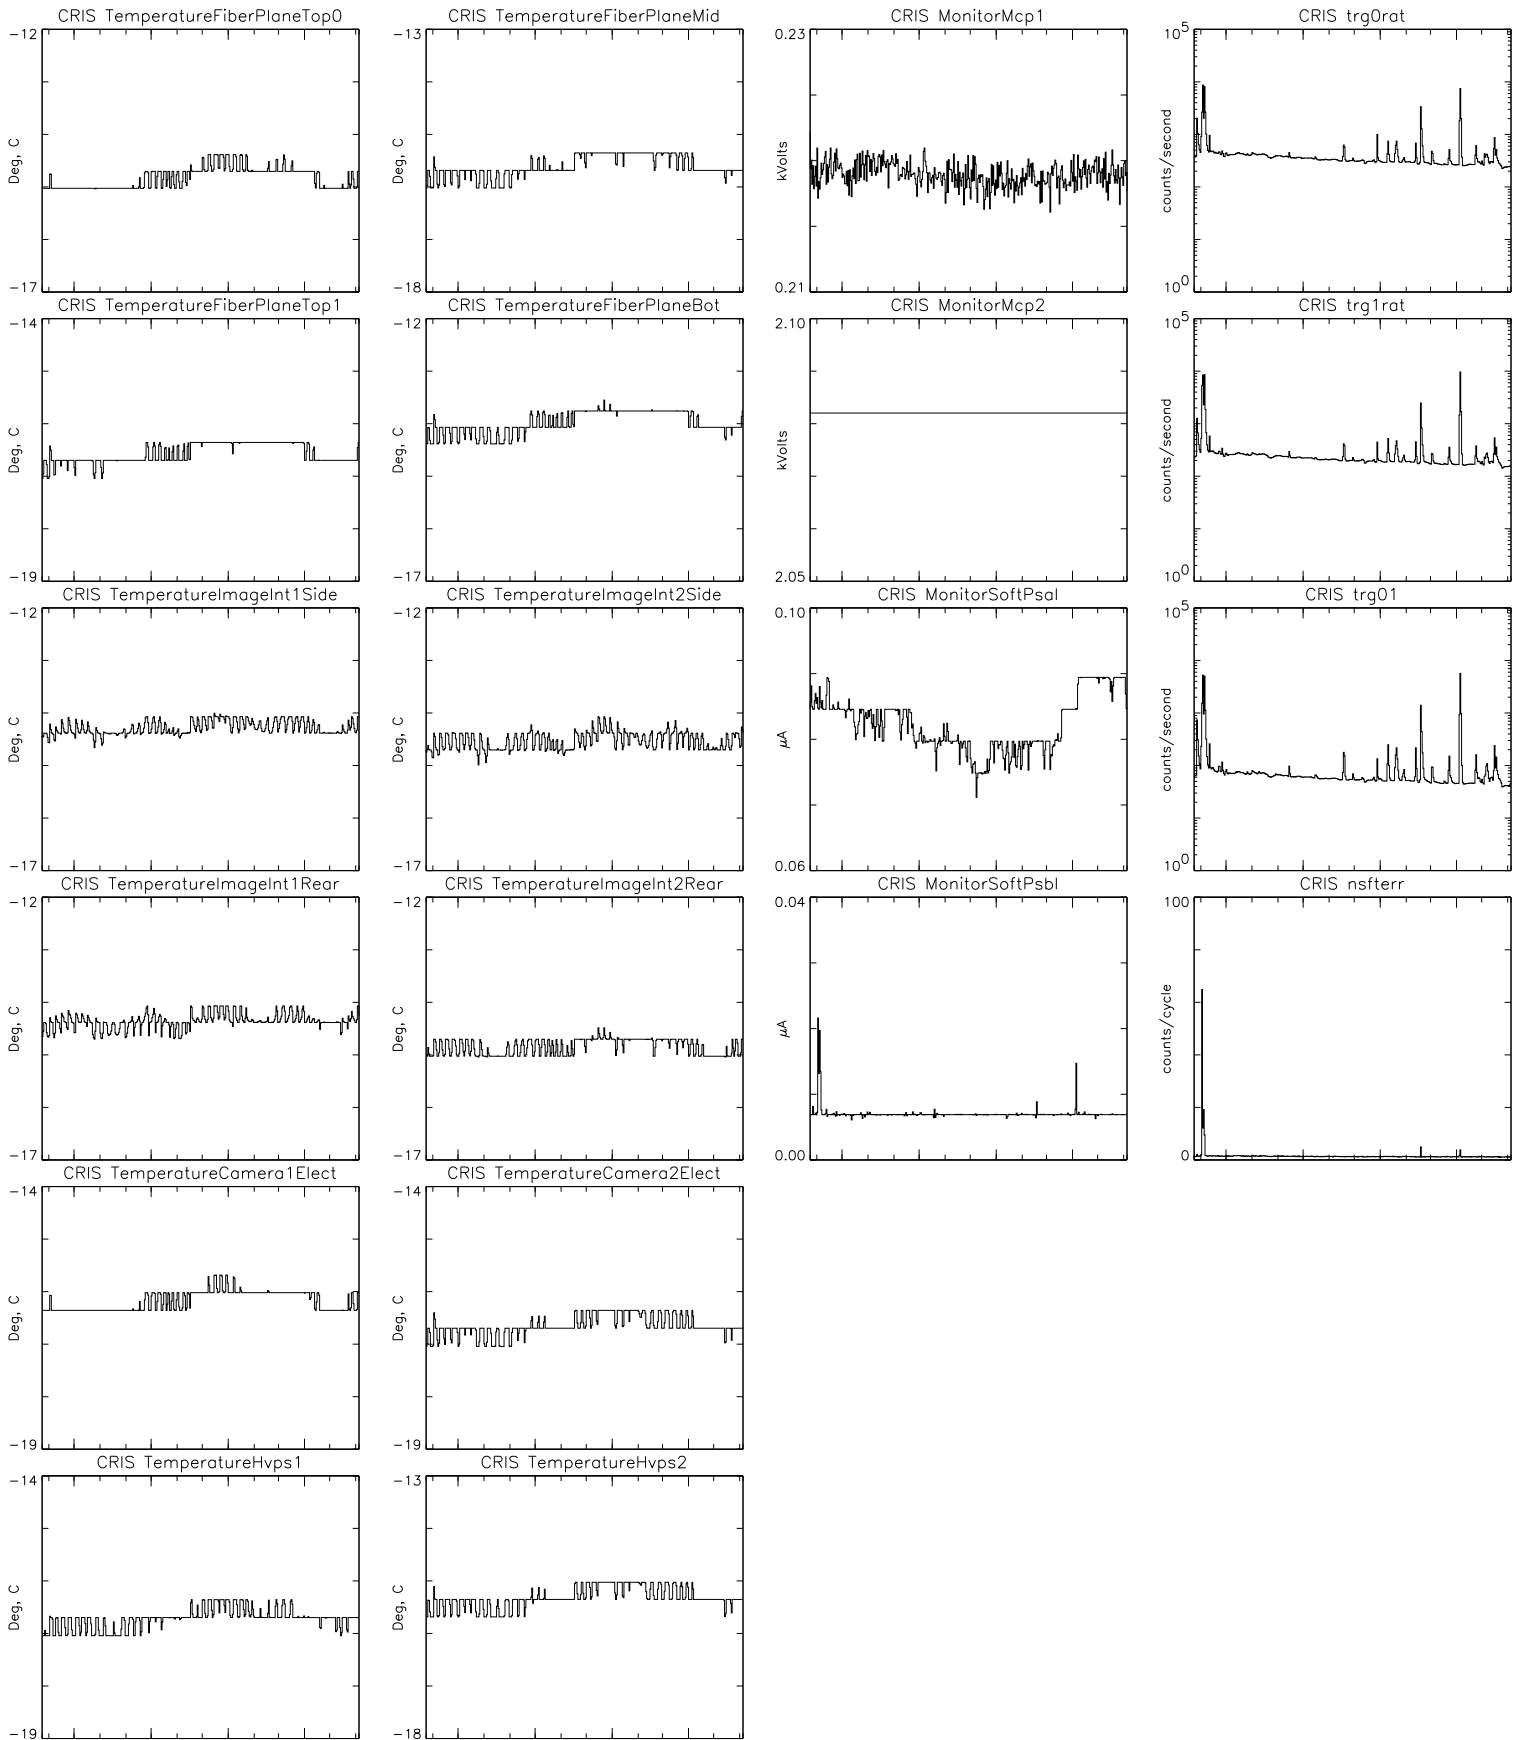 CRIS TemperatureFiberPlaneTop0
-12
Deg, C
-17
CRIS TemperatureFiberPlaneMid
-13
Deg, C
-18
CRIS MonitorMcp1
0.23
kVolts
0.21
CRIS trg0rat
10^5
counts/second
10^0
CRIS TemperatureFiberPlaneTop1
-14
Deg, C
-19
CRIS TemperatureFiberPlaneBot
-12
Deg, C
-17
CRIS MonitorMcp2
2.10
kVolts
2.05
CRIS trg1rat
10^5
counts/second
10^0
CRIS TemperatureImageInt1Side
-12
Deg, C
-17
CRIS TemperatureImageInt2Side
-12
Deg, C
-17
CRIS MonitorSoftPsaI
0.10
μA
0.06
CRIS trg01
10^5
counts/second
10^0
CRIS TemperatureImageInt1Rear
-12
Deg, C
-17
CRIS TemperatureImageInt2Rear
-12
Deg, C
-17
CRIS MonitorSoftPsbI
0.04
μA
0.00
CRIS nsfterr
100
counts/cycle
0
CRIS TemperatureCamera1Elect
-14
Deg, C
-19
CRIS TemperatureCamera2Elect
-14
Deg, C
-19
CRIS TemperatureHvps1
-14
Deg, C
-19
CRIS TemperatureHvps2
-13
Deg, C
-18